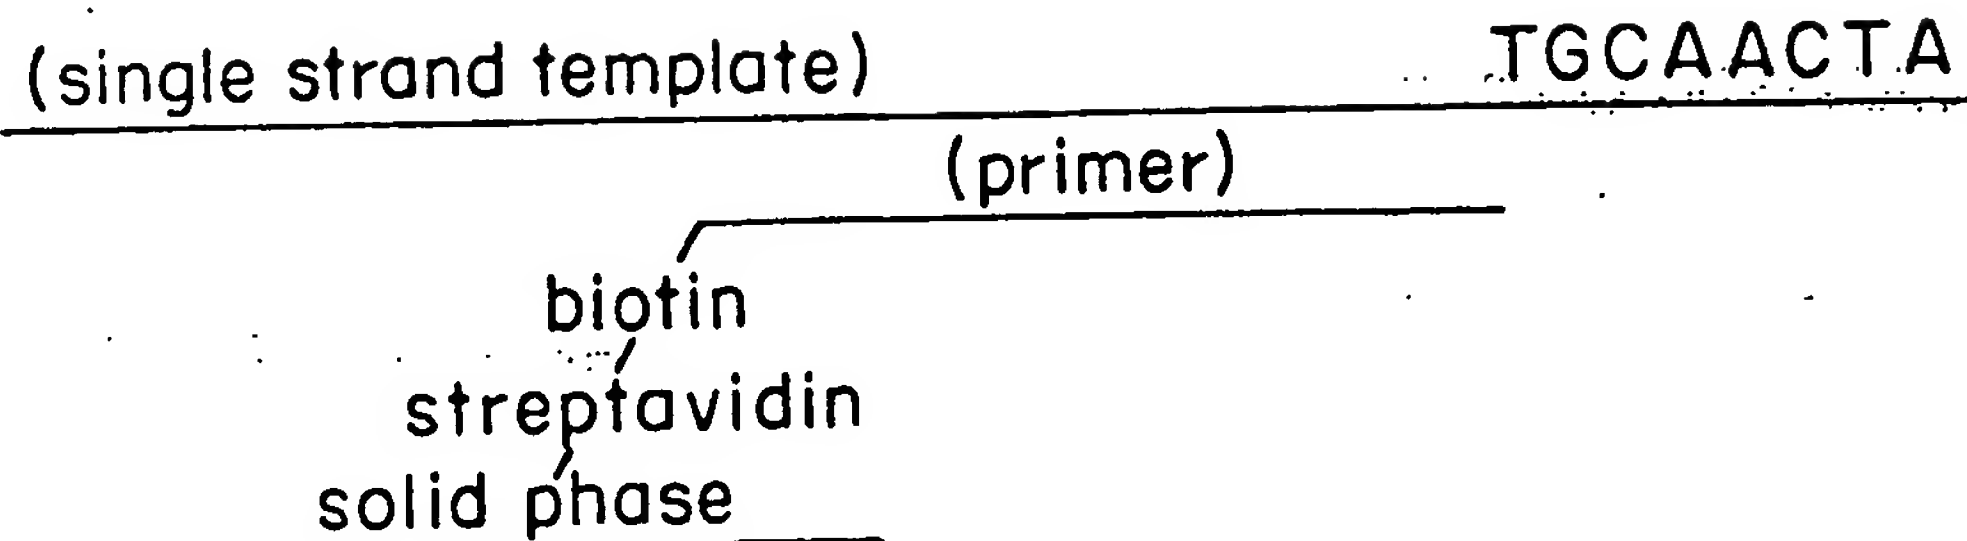 (single strand template) TGCAACTA
(primer)
biotin
streptavidin
solid phase